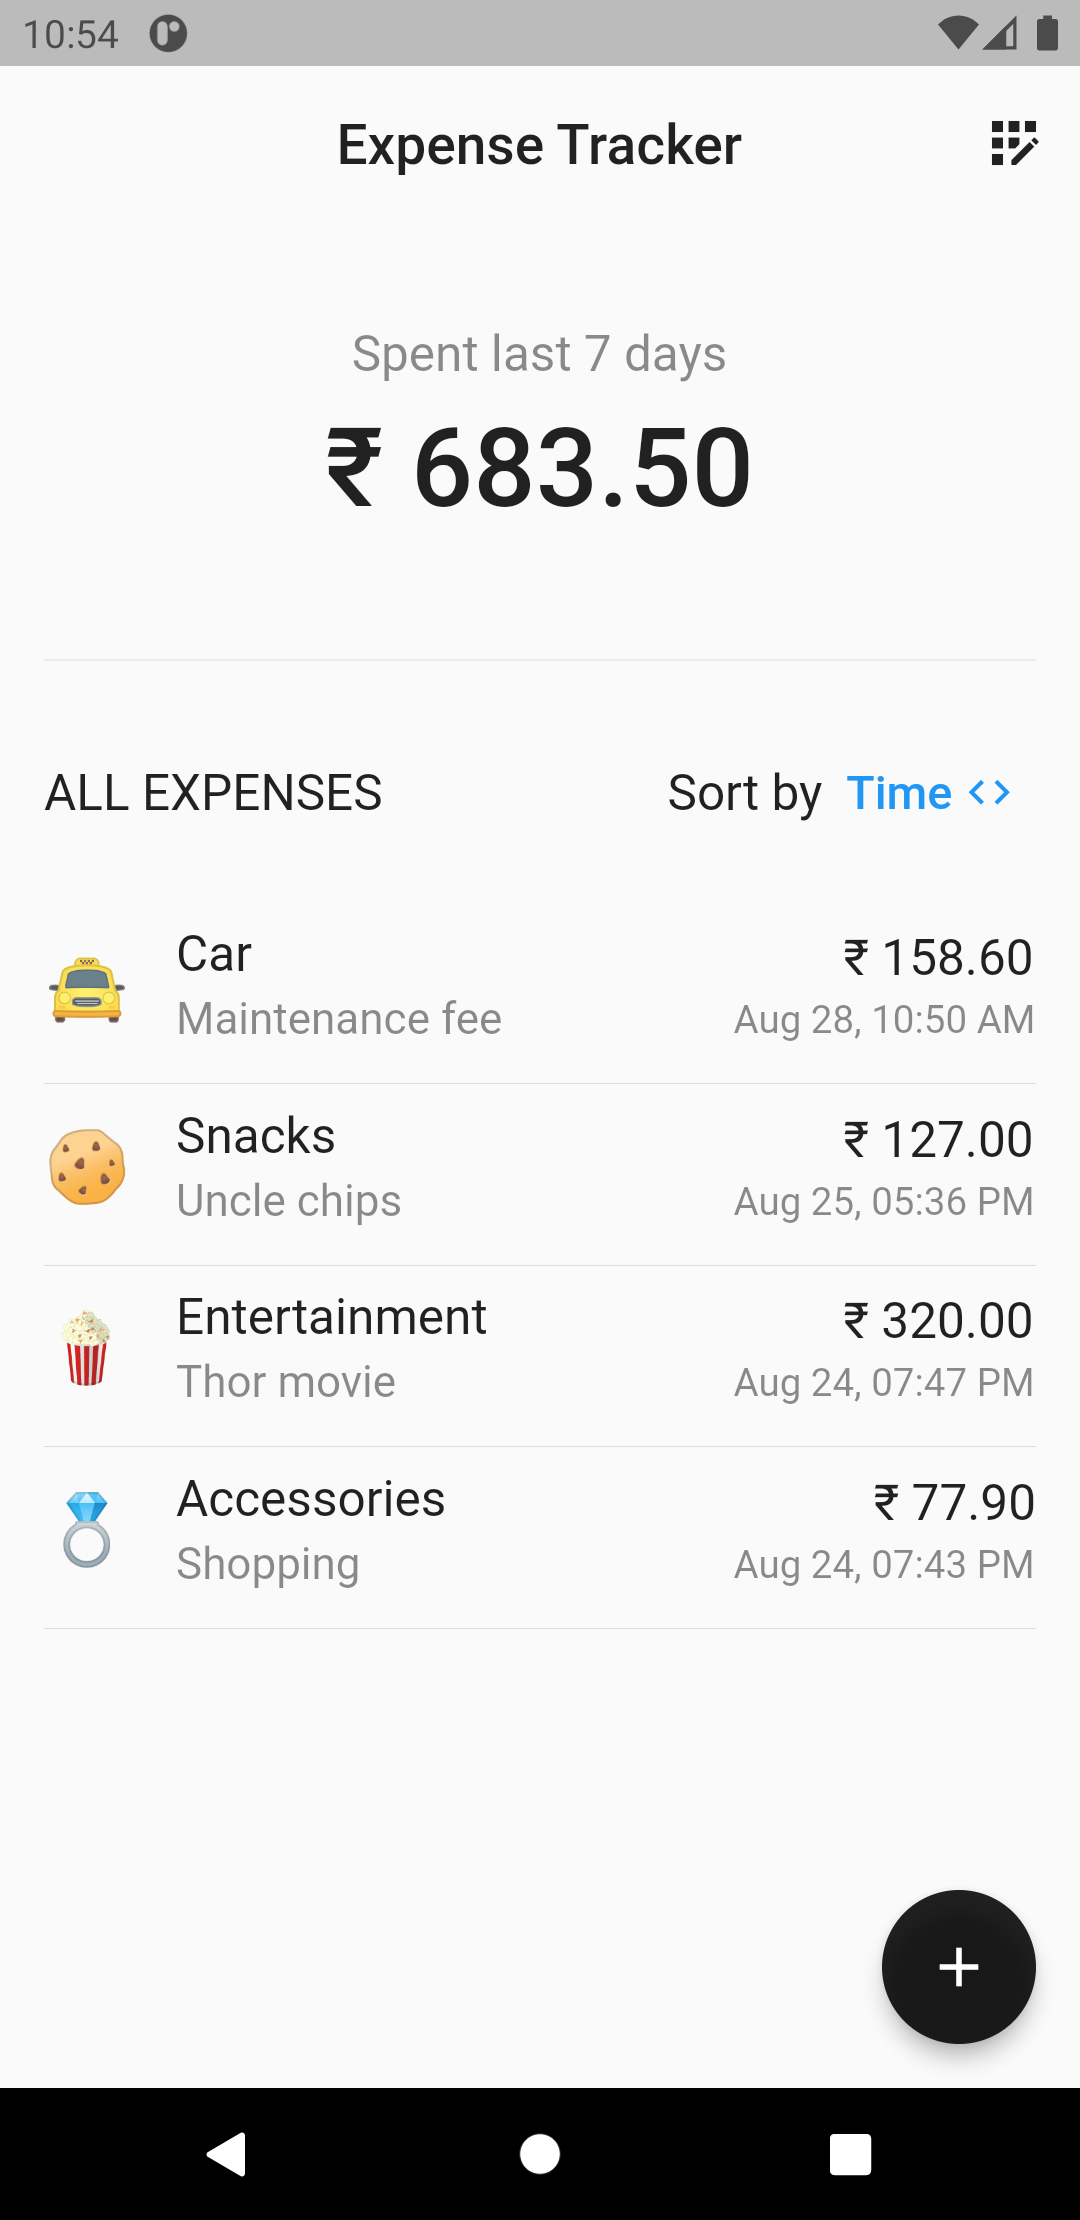 10:54
Expense Tracker
Spent last 7 days
₹ 683.50
ALL EXPENSES Sort by Time <>
Car ₹ 158.60
Maintenance fee Aug 28, 10:50 AM
Snacks ₹ 127.00
Uncle chips Aug 25, 05:36 PM
Entertainment ₹ 320.00
Thor movie Aug 24, 07:47 PM
Accessories ₹ 77.90
Shopping Aug 24, 07:43 PM